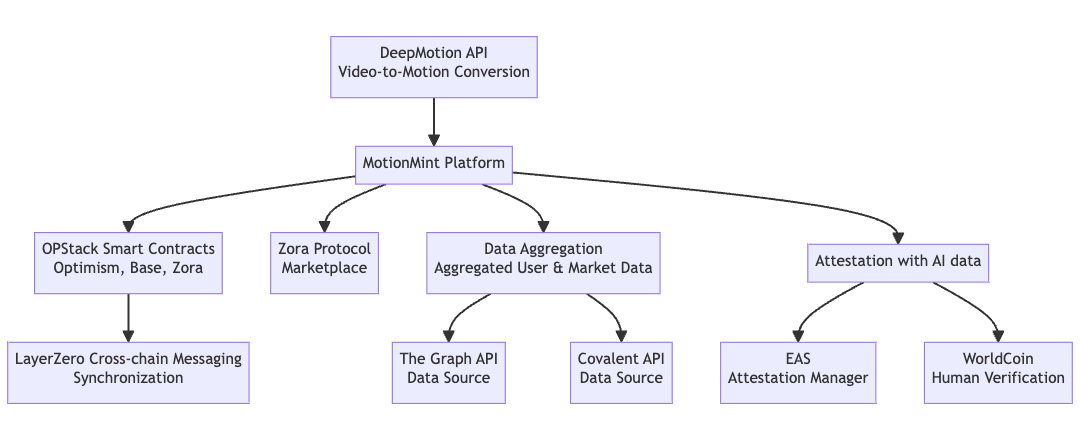 DeepMotion API
Video-to-Motion Conversion
MotionMint Platform
OPStack Smart Contracts
Optimism, Base, Zora
Zora Protocol
Marketplace
Data Aggregation
Aggregated User & Market Data
Attestation with AI data
LayerZero Cross-chain Messaging
Synchronization
The Graph API
Data Source
Covalent API
Data Source
EAS
Attestation Manager
WorldCoin
Human Verification